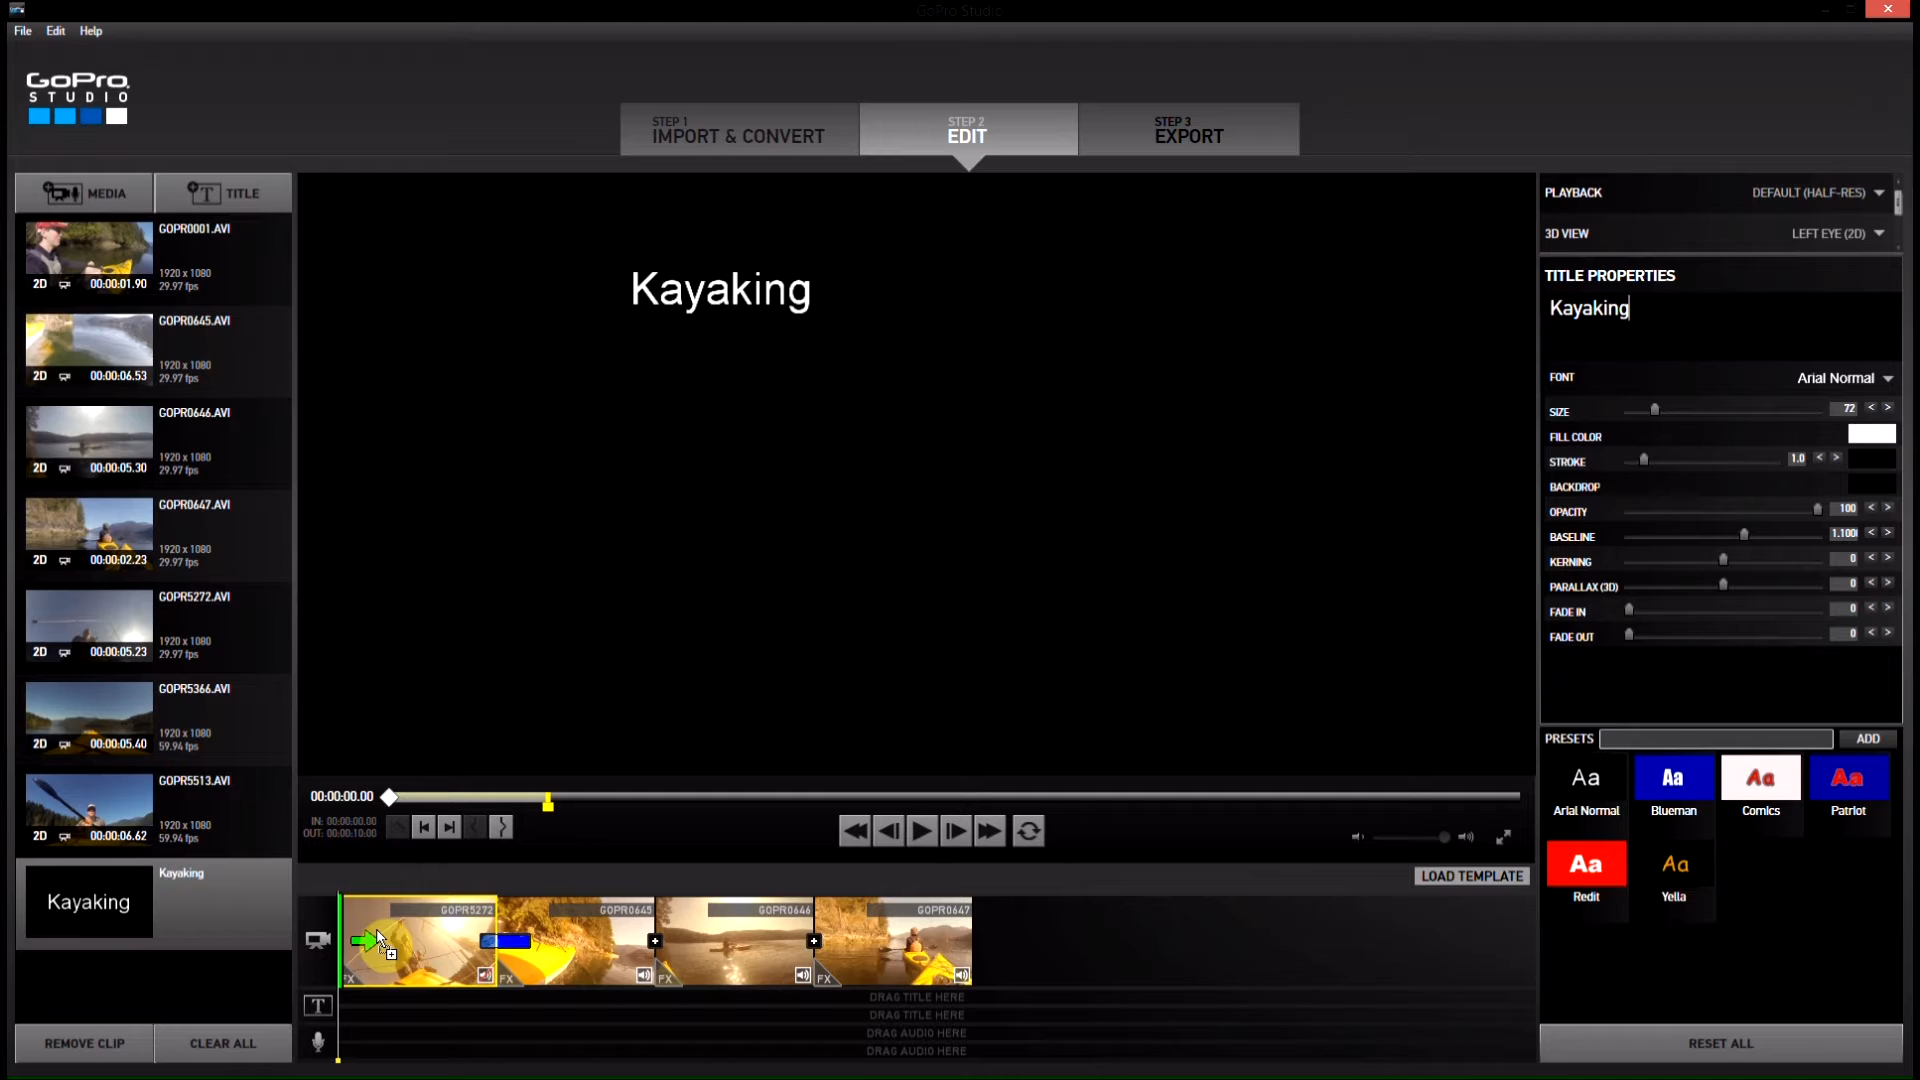 GoPro Studio
File Edit Help
GoPro
STUDIO
STEP 1
IMPORT & CONVERT
STEP 2
EDIT
STEP 3
EXPORT
MEDIA
T TITLE
GOPR0001.AVI
1920 x 1080
29.97 fps
2D 00:00:01.90
GOPR0645.AVI
1920 x 1080
29.97 fps
2D 00:00:06.53
GOPR0646.AVI
1920 x 1080
29.97 fps
2D 00:00:05.30
GOPR0647.AVI
1920 x 1080
29.97 fps
2D 00:00:02.23
GOPR5272.AVI
1920 x 1080
29.97 fps
2D 00:00:05.23
GOPR5366.AVI
1920 x 1080
59.94 fps
2D 00:00:05.40
GOPR5513.AVI
1920 x 1080
59.94 fps
2D 00:00:06.62
Kayaking
Kayaking
REMOVE CLIP
CLEAR ALL
Kayaking
00:00:00.00
IN: 00:00:00.00
OUT: 00:00:10:00
LOAD TEMPLATE
GOPR5272
GOPR0645
GOPR0646
GOPR0647
FX
FX
FX
FX
T
DRAG TITLE HERE
DRAG TITLE HERE
DRAG AUDIO HERE
DRAG AUDIO HERE
PLAYBACK DEFAULT (HALF-RES)
3D VIEW LEFT EYE (2D)
TITLE PROPERTIES
Kayaking
FONT Arial Normal
SIZE 72 < >
FILL COLOR
STROKE 1.0 < >
BACKDROP
OPACITY 100 < >
BASELINE 1.100 < >
KERNING 0 < >
PARALLAX (3D) 0 < >
FADE IN 0 < >
FADE OUT 0 < >
PRESETS ADD
Aa Aa Aa Aa
Arial Normal Blueman Comics Patriot
Aa Aa
Redit Yella
RESET ALL